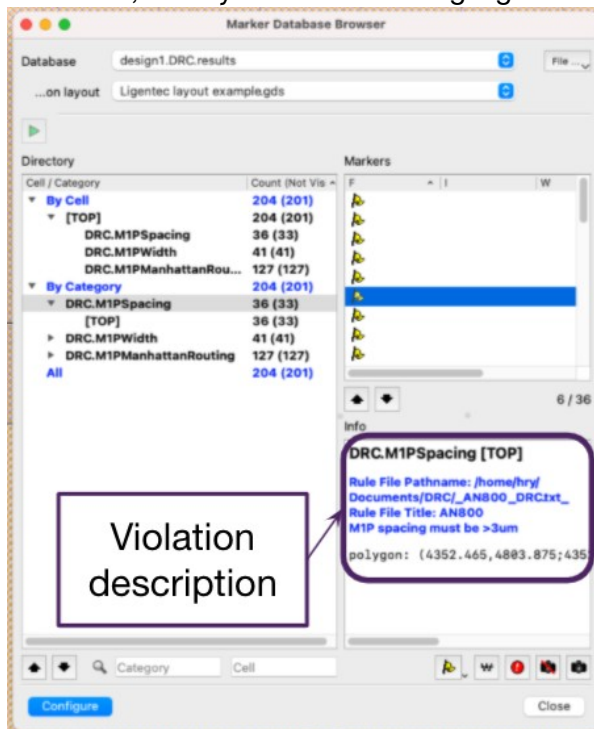 Marker Database Browser
Database design1.DRC.results File ...
...on layout Ligentec layout example.gds
Directory
Markers
Cell / Category Count (Not Vis
F I W
By Cell 204 (201)
[TOP] 204 (201)
DRC.M1PSpacing 36 (33)
DRC.M1PWidth 41 (41)
DRC.M1PManhattanRou... 127 (127)
By Category 204 (201)
DRC.M1PSpacing 36 (33)
[TOP] 36 (33)
DRC.M1PWidth 41 (41)
DRC.M1PManhattanRouting 127 (127)
All 204 (201)
6 / 36
Info
DRC.M1PSpacing [TOP]
Rule File Pathname: /home/hry/
Documents/DRC/_AN800_DRC.txt_
Rule File Title: AN800
M1P spacing must be >3um
polygon: (4352.465,4803.875;435
Violation
description
Category Cell
Configure Close